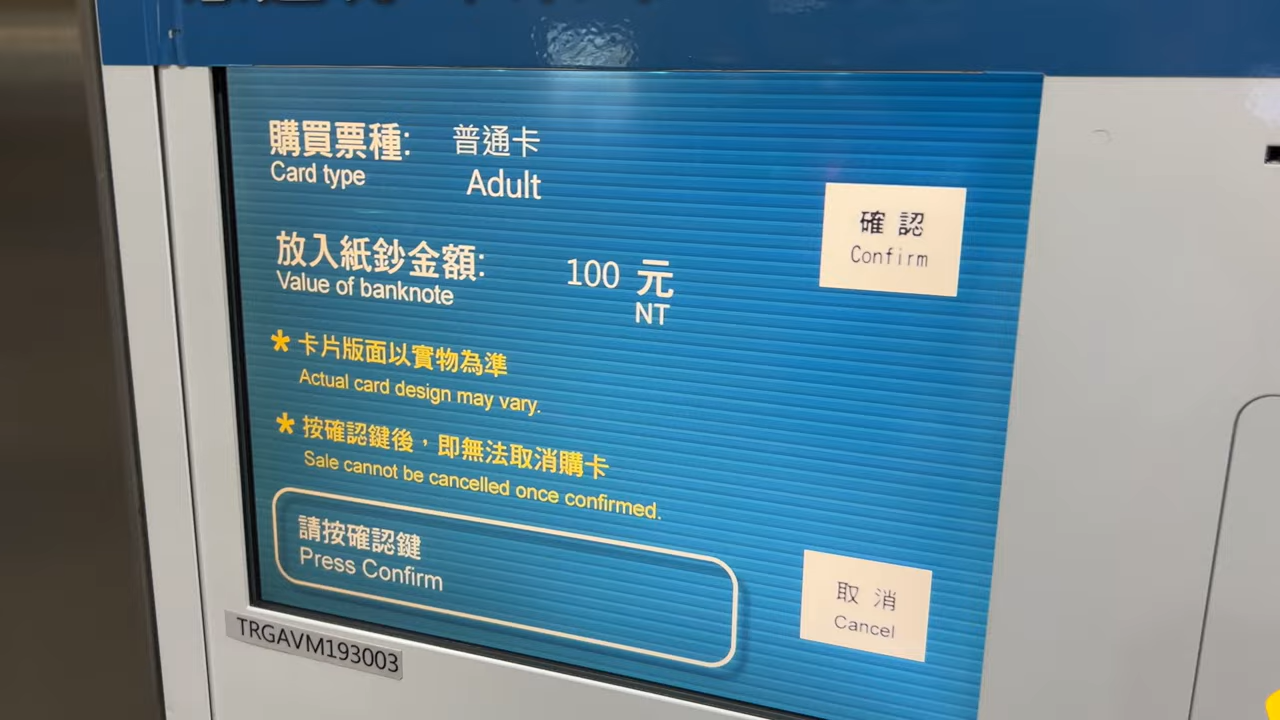 購買票種: 普通卡
Card type Adult
確認
Confirm
放入紙鈔金額: 100 元
Value of banknote NT
* 卡片版面以實物為準
Actual card design may vary.
* 按確認鍵後，即無法取消購卡
Sale cannot be cancelled once confirmed.
請按確認鍵
Press Confirm
取消
Cancel
TRGAVM193003